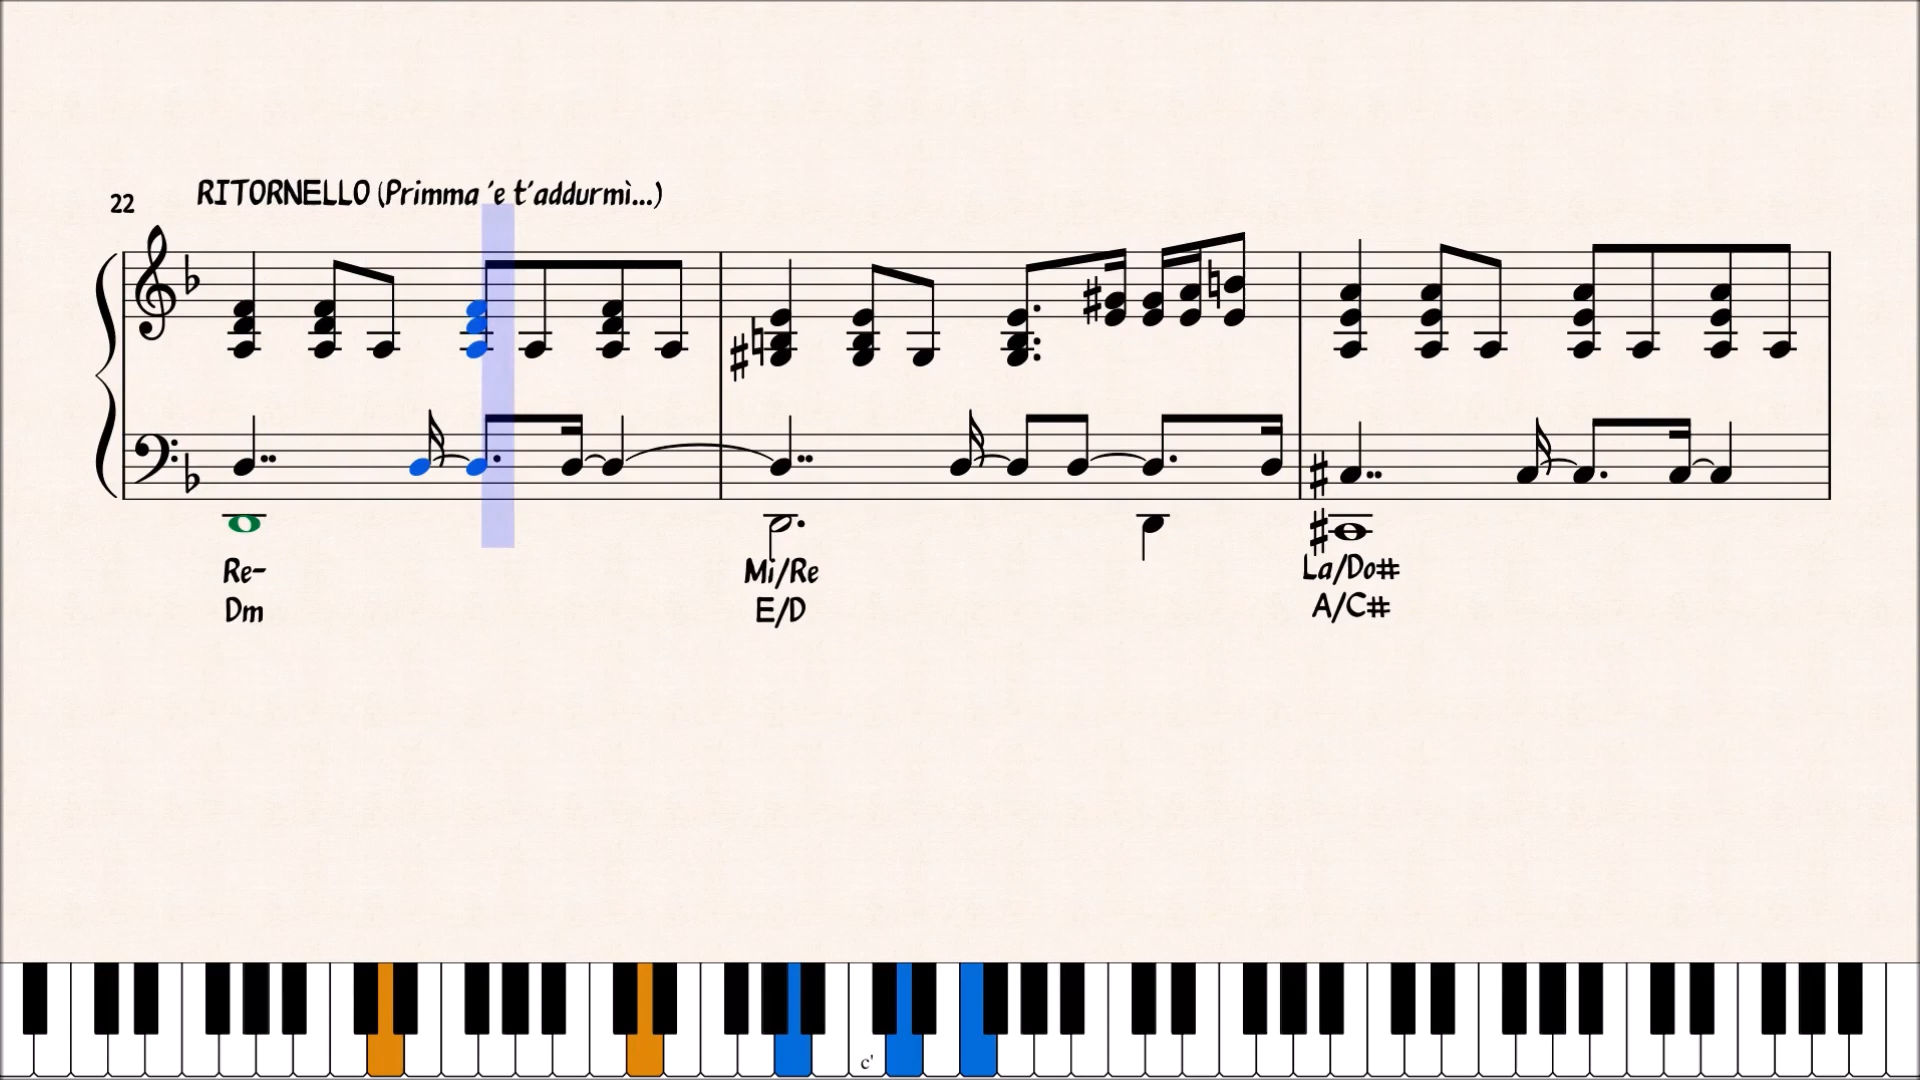 RITORNELLO (Primma 'e t'addurmì...)
22
Re- Mi/Re La/Do#
Dm E/D A/C#
c'